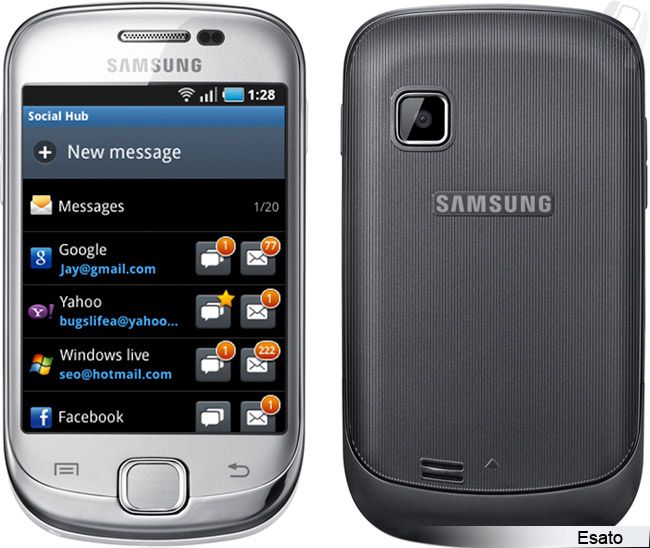 SAMSUNG
1:28
Social Hub
New message
Messages 1/20
Google 1 77
Jay@gmail.com
Yahoo 1
bugslifea@yahoo...
Windows live 1 222
seo@hotmail.com
Facebook 1
SAMSUNG
Esato